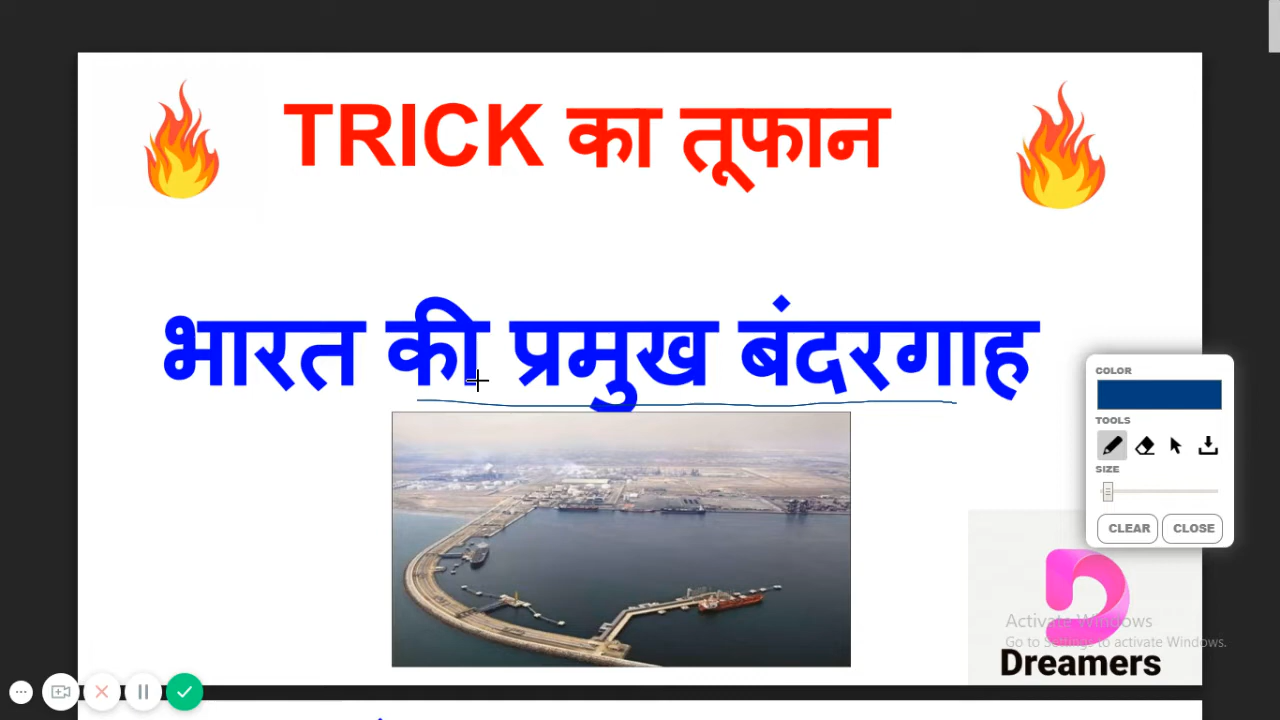 TRICK का तूफान
भारत की प्रमुख बंदरगाह
COLOR
TOOLS
SIZE
CLEAR CLOSE
Activate Windows
Go to Settings to activate Windows.
Dreamers